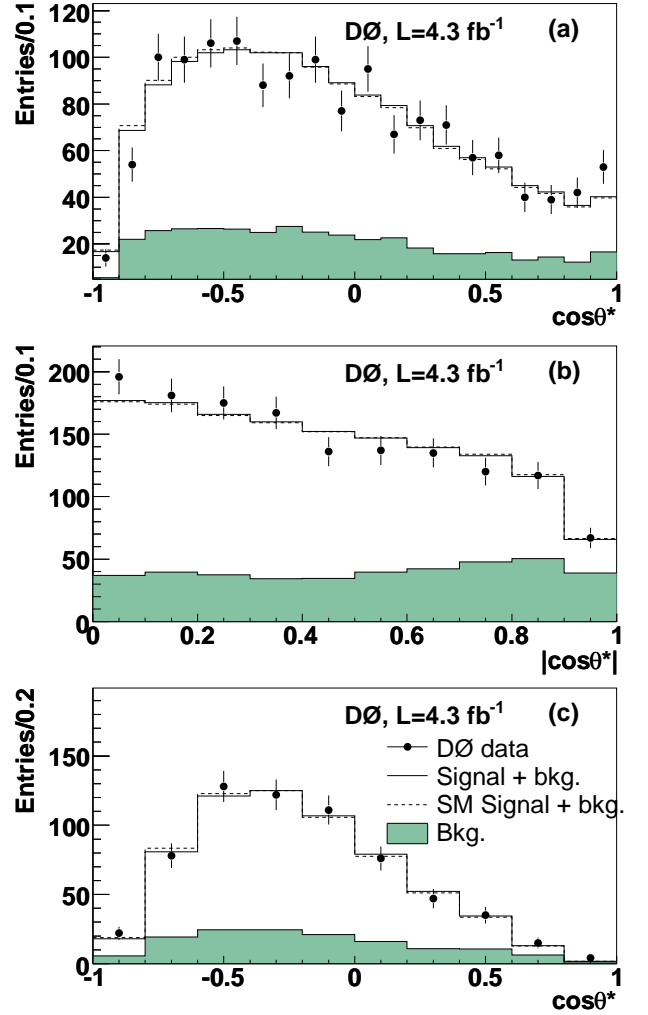 Entries/0.1
120
100
80
60
40
20
DØ, L=4.3 fb⁻¹ (a)
-1 -0.5 0 0.5 1
cosθ*
Entries/0.1
200
150
100
50
0
DØ, L=4.3 fb⁻¹ (b)
0 0.2 0.4 0.6 0.8 1
|cosθ*|
Entries/0.2
150
100
50
0
DØ, L=4.3 fb⁻¹ (c)
DØ data
Signal + bkg.
SM Signal + bkg.
Bkg.
-1 -0.5 0 0.5 1
cosθ*